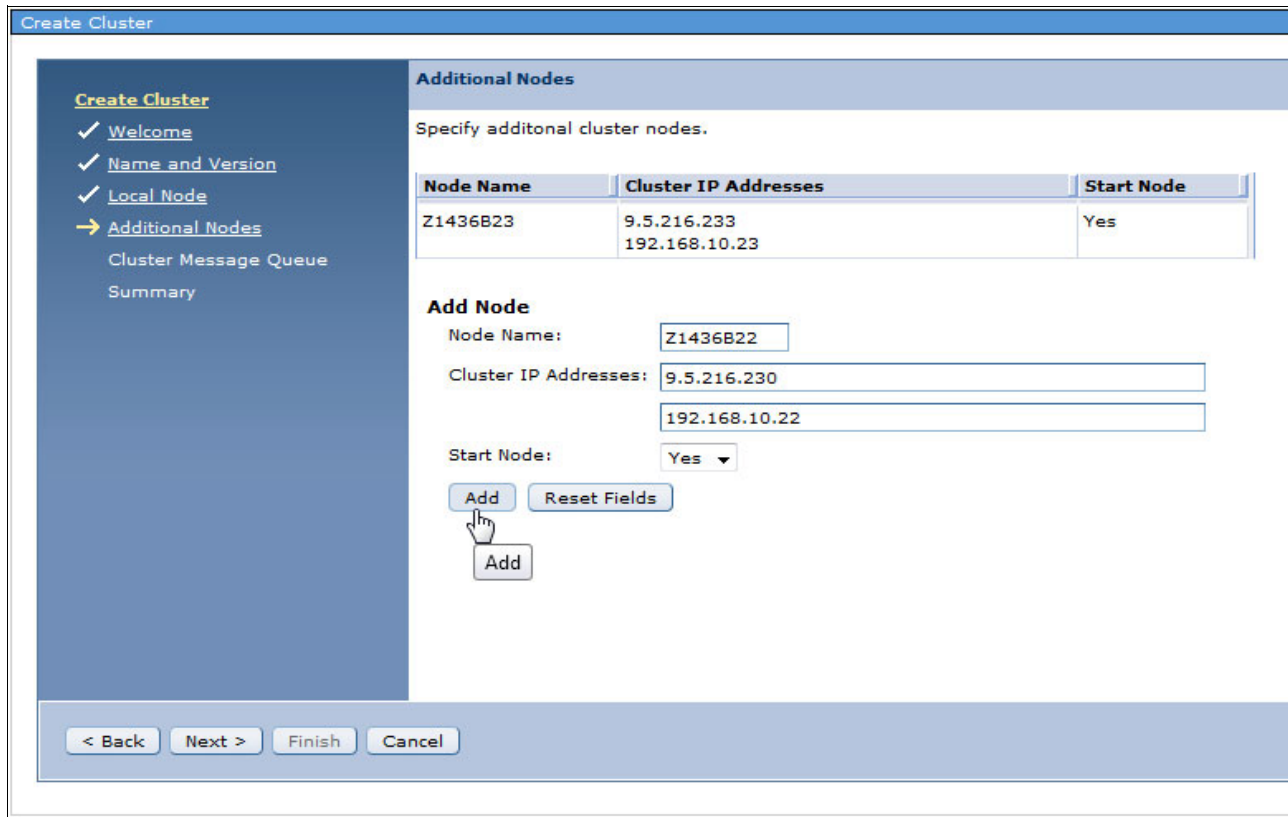 Create Cluster
Create Cluster
Welcome
Name and Version
Local Node
Additional Nodes
Cluster Message Queue
Summary
Additional Nodes
Specify additonal cluster nodes.
Node Name Cluster IP Addresses Start Node
Z1436B23 9.5.216.233 Yes
192.168.10.23
Add Node
Node Name: Z1436B22
Cluster IP Addresses: 9.5.216.230
192.168.10.22
Start Node: Yes
Add Reset Fields
Add
< Back Next > Finish Cancel